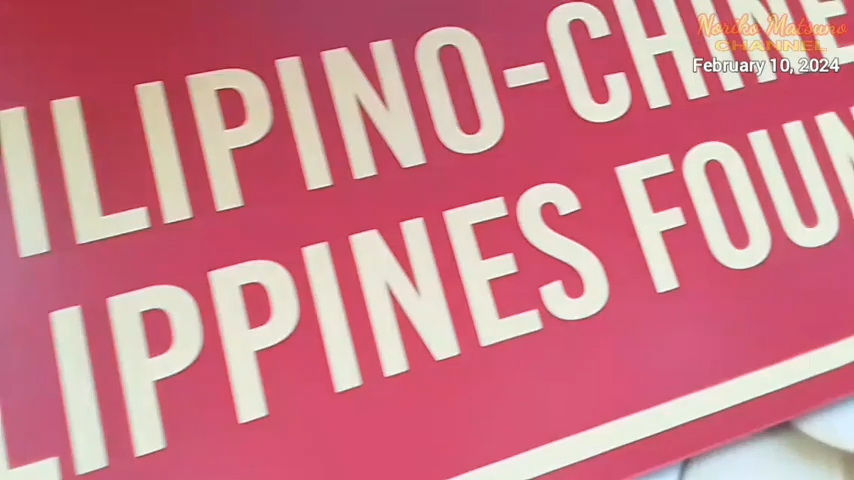 Noriko Matsuno
CHANNEL
February 10, 2024
ILIPINO-CHINE
LIPPINES FOUN